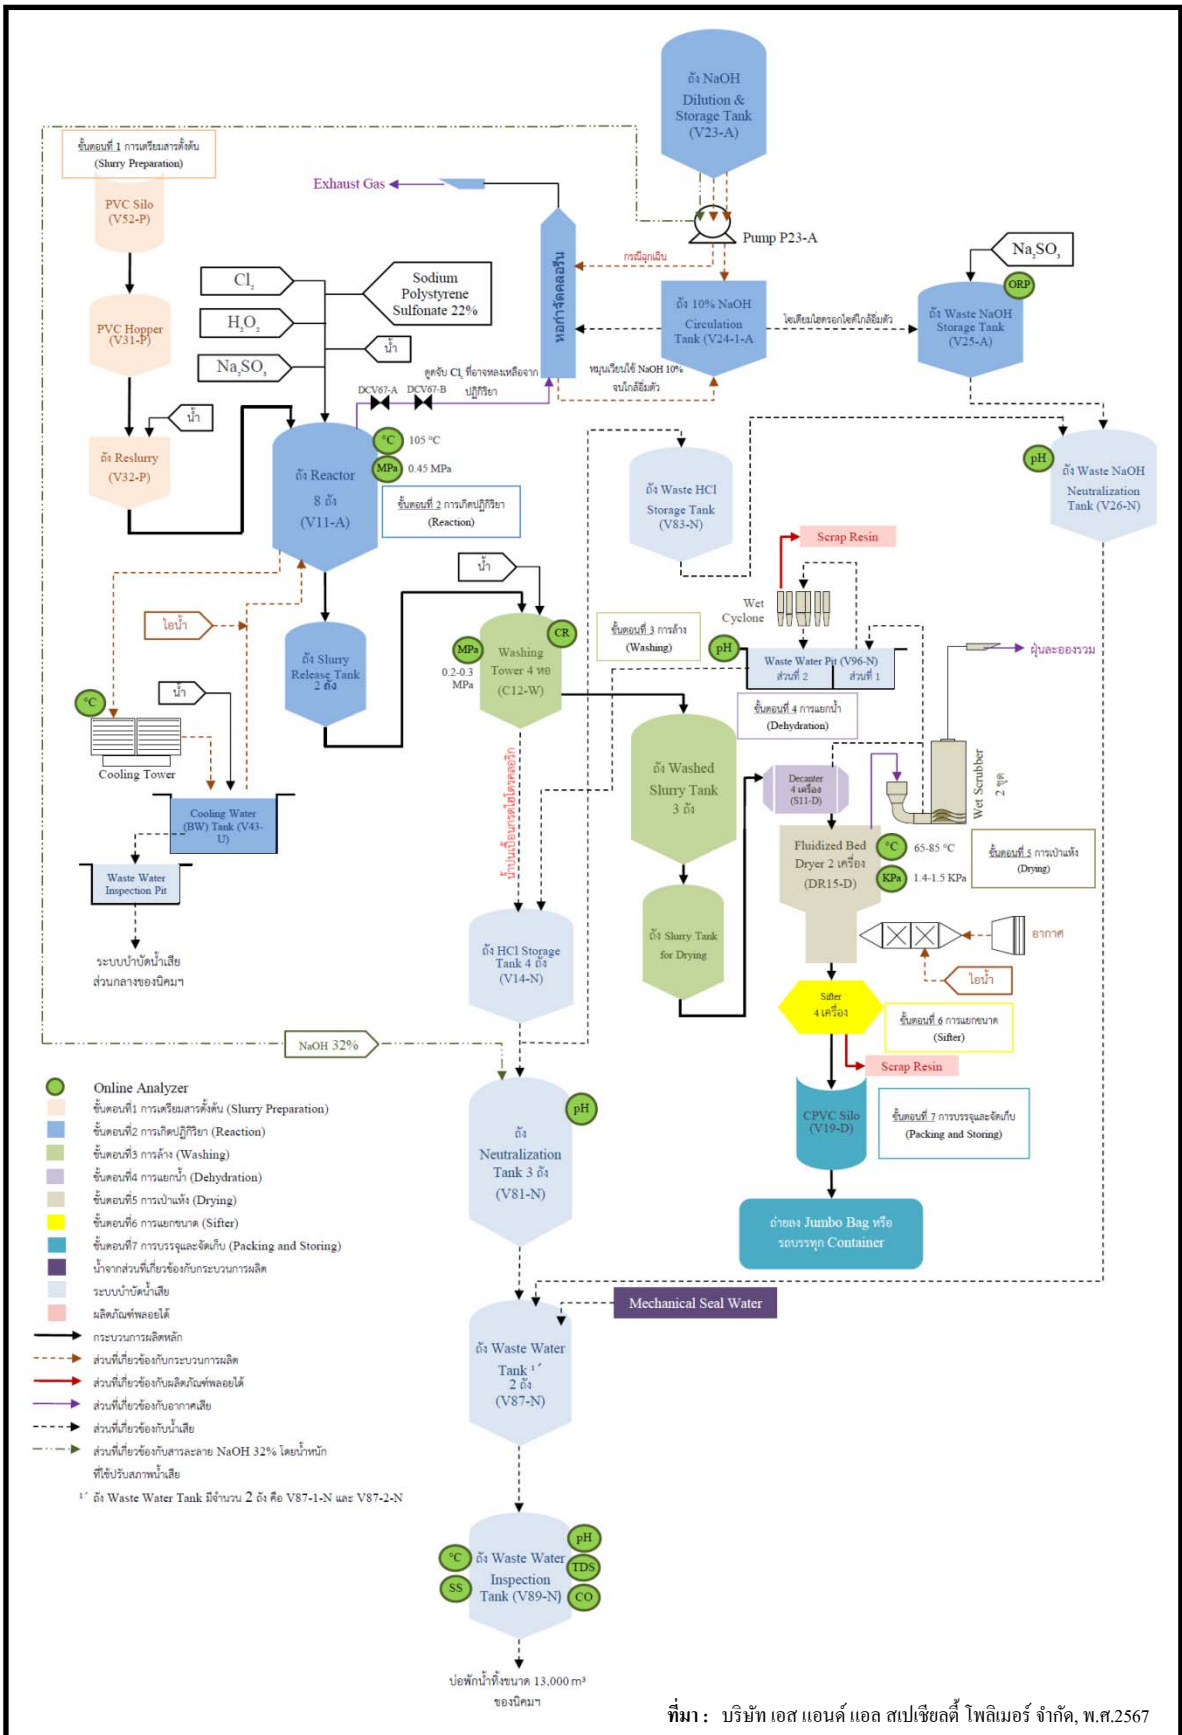 ถัง NaOH
Dilution &
Storage Tank
(V23-A)
ขั้นตอนที่ 1 การเตรียมสารตั้งต้น
(Slurry Preparation)
Exhaust Gas
PVC Silo
(V52-P)
Pump P23-A
กรณีฉุกเฉิน
Na₂SO₃
Cl₂
Sodium
Polystyrene
Sulfonate 22%
หอกำจัดคลอรีน
ถัง 10% NaOH
Circulation
Tank (V24-1-A
โซเดียมไฮดรอกไซด์ใกล้อิ่มตัว
ORP
ถัง Waste NaOH
Storage Tank
(V25-A)
PVC Hopper
(V31-P)
H₂O₂
น้ำ
Na₂SO₃
ดูดจับ Cl₂ ที่อาจหลงเหลือจาก
ปฏิกิริยา
หมุนเวียนใช้ NaOH 10%
จนใกล้อิ่มตัว
DCV67-A
DCV67-B
น้ำ
ถัง Reslurry
(V32-P)
ถัง Reactor
8 ถัง
(V11-A)
°C
105 °C
MPa
0.45 MPa
ขั้นตอนที่ 2 การเกิดปฏิกิริยา
(Reaction)
ถัง Waste HCl
Storage Tank
(V83-N)
pH
ถัง Waste NaOH
Neutralization
Tank (V26-N)
Scrap Resin
น้ำ
Wet
Cyclone
ไอน้ำ
CR
MPa
0.2-0.3
MPa
Washing
Tower 4 หอ
(C12-W)
ขั้นตอนที่ 3 การล้าง
(Washing)
pH
Waste Water Pit (V96-N)
ส่วนที่ 2
ส่วนที่ 1
ฝุ่นละอองรวม
ถัง Slurry
Release Tank
2 ถัง
น้ำ
°C
Cooling Tower
ขั้นตอนที่ 4 การแยกน้ำ
(Dehydration)
ถัง Washed
Slurry Tank
3 ถัง
Decanter
4 เครื่อง
(S11-D)
Wet Scrubber
2 ชุด
Cooling Water
(BW) Tank (V43-
U)
น้ำปนเปื้อนกรดไฮโดรคลอริก
Fluidized Bed
Dryer 2 เครื่อง
(DR15-D)
°C
65-85 °C
KPa
1.4-1.5 KPa
ขั้นตอนที่ 5 การเป่าแห้ง
(Drying)
Waste Water
Inspection Pit
ถัง HCl Storage
Tank 4 ถัง
(V14-N)
ถัง Slurry Tank
for Drying
อากาศ
ระบบบำบัดน้ำเสีย
ส่วนกลางของนิคมฯ
ไอน้ำ
Sifter
4 เครื่อง
ขั้นตอนที่ 6 การแยกขนาด
(Sifter)
NaOH 32%
Scrap Resin
Online Analyzer
ขั้นตอนที่1 การเตรียมสารตั้งต้น (Slurry Preparation)
ขั้นตอนที่2 การเกิดปฏิกิริยา (Reaction)
ขั้นตอนที่3 การล้าง (Washing)
ขั้นตอนที่4 การแยกน้ำ (Dehydration)
ขั้นตอนที่5 การเป่าแห้ง (Drying)
ขั้นตอนที่6 การแยกขนาด (Sifter)
ขั้นตอนที่7 การบรรจุและจัดเก็บ (Packing and Storing)
น้ำจากส่วนที่เกี่ยวข้องกับกระบวนการผลิต
ระบบบำบัดน้ำเสีย
ผลิตภัณฑ์พลอยได้
กระบวนการผลิตหลัก
ส่วนที่เกี่ยวข้องกับกระบวนการผลิต
ส่วนที่เกี่ยวข้องกับผลิตภัณฑ์พลอยได้
ส่วนที่เกี่ยวข้องกับอากาศเสีย
ส่วนที่เกี่ยวข้องกับน้ำเสีย
ส่วนที่เกี่ยวข้องกับสารละลาย NaOH 32% โดยน้ำหนัก
ที่ใช้ปรับสภาพน้ำเสีย
¹′ ถัง Waste Water Tank มีจำนวน 2 ถัง คือ V87-1-N และ V87-2-N
pH
ถัง
Neutralization
Tank 3 ถัง
(V81-N)
CPVC Silo
(V19-D)
ขั้นตอนที่ 7 การบรรจุและจัดเก็บ
(Packing and Storing)
ถ่ายลง Jumbo Bag หรือ
รถบรรทุก Container
Mechanical Seal Water
ถัง Waste Water
Tank ¹′
2 ถัง
(V87-N)
°C
SS
ถัง Waste Water
Inspection
Tank (V89-N)
pH
TDS
CO
บ่อพักน้ำทิ้งขนาด 13,000 m³
ของนิคมฯ
ที่มา : บริษัท เอส แอนด์ แอล สเปเชียลตี้ โพลิเมอร์ จำกัด, พ.ศ.2567